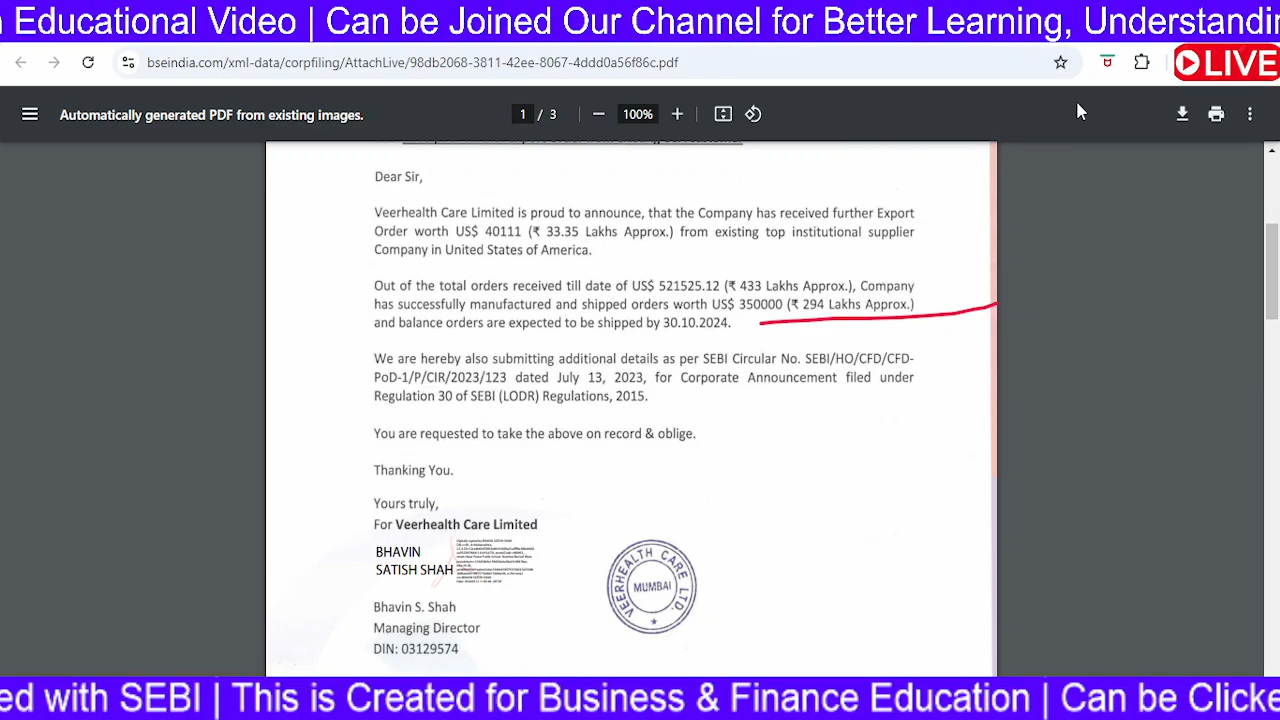 n Educational Video | Can be Joined Our Channel for Better Learning, Understandi
bseindia.com/xml-data/corpfiling/AttachLive/98db2068-3811-42ee-8067-4ddd0a56f86c.pdf
LIVE
Automatically generated PDF from existing images.
1 / 3
100%
Dear Sir,
Veerhealth Care Limited is proud to announce, that the Company has received further Export
Order worth US$ 40111 (₹ 33.35 Lakhs Approx.) from existing top institutional supplier
Company in United States of America.
Out of the total orders received till date of US$ 521525.12 (₹ 433 Lakhs Approx.), Company
has successfully manufactured and shipped orders worth US$ 350000 (₹ 294 Lakhs Approx.)
and balance orders are expected to be shipped by 30.10.2024.
We are hereby also submitting additional details as per SEBI Circular No. SEBI/HO/CFD/CFD-
PoD-1/P/CIR/2023/123 dated July 13, 2023, for Corporate Announcement filed under
Regulation 30 of SEBI (LODR) Regulations, 2015.
You are requested to take the above on record & oblige.
Thanking You.
Yours truly,
For Veerhealth Care Limited
BHAVIN
SATISH SHAH
VEERHEALTH CARE LTD.
MUMBAI
Bhavin S. Shah
Managing Director
DIN: 03129574
ed with SEBI | This is Created for Business & Finance Education | Can be Clicke